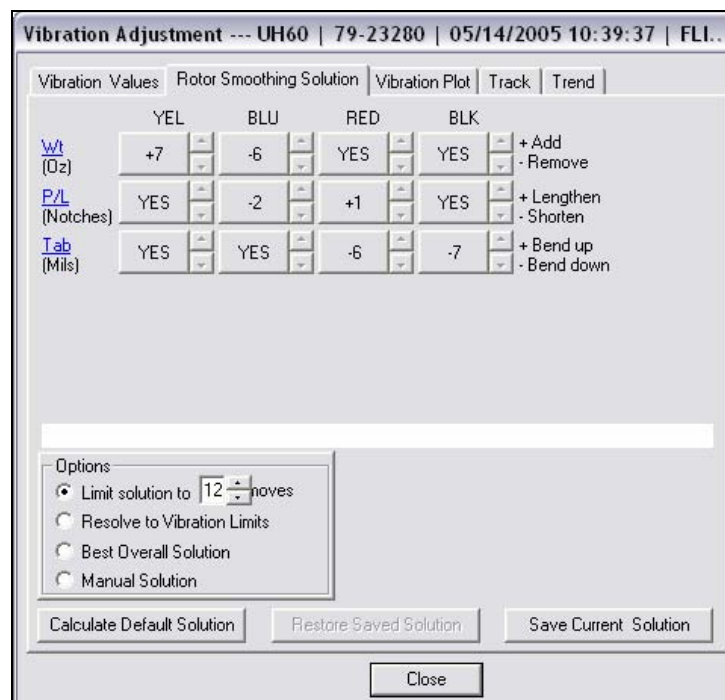 Vibration Adjustment --- UH60 | 79-23280 | 05/14/2005 10:39:37 | FLI..
Vibration Values Rotor Smoothing Solution Vibration Plot Track Trend
YEL BLU RED BLK
Wt +7 -6 YES YES + Add
(Oz) - Remove
P/L YES -2 +1 YES + Lengthen
(Notches) - Shorten
Tab YES YES -6 -7 + Bend up
(Mils) - Bend down
Options
Limit solution to 12 moves
Resolve to Vibration Limits
Best Overall Solution
Manual Solution
Calculate Default Solution Restore Saved Solution Save Current Solution
Close